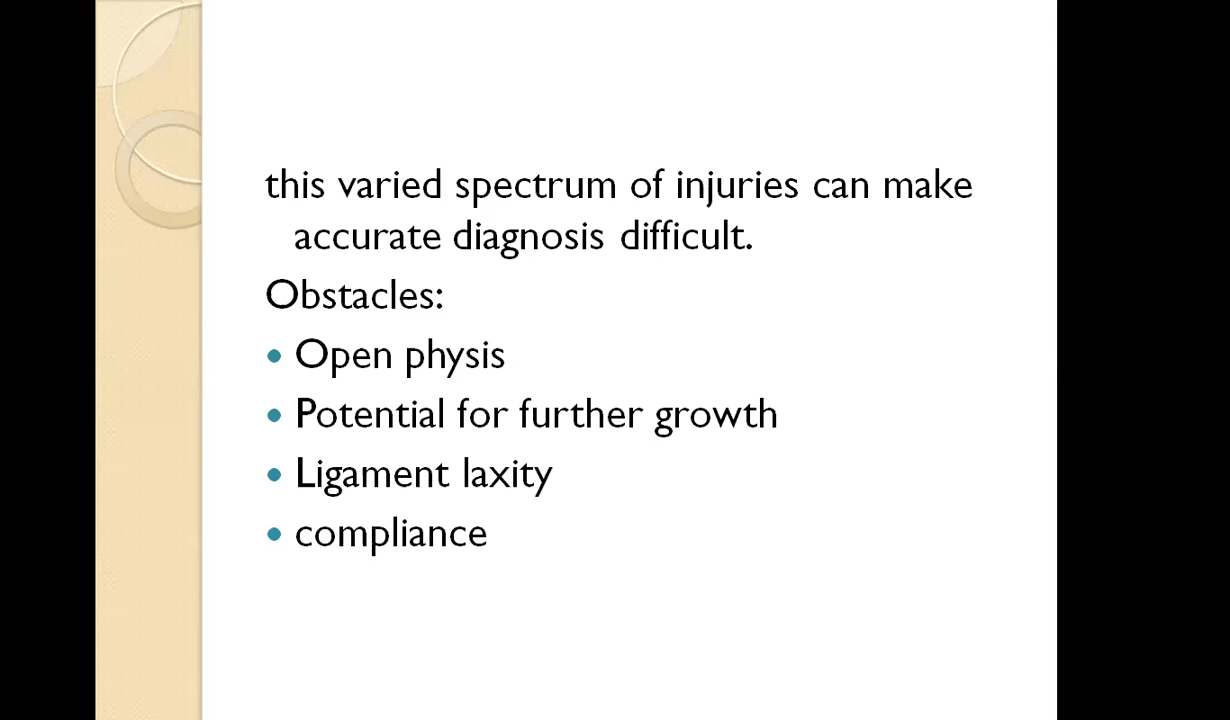 this varied spectrum of injuries can make
accurate diagnosis difficult.
Obstacles:
• Open physis
• Potential for further growth
• Ligament laxity
• compliance